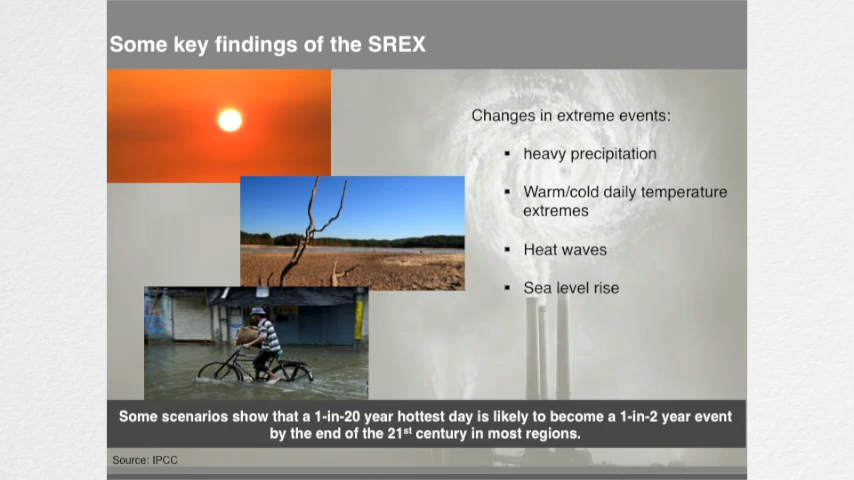 Some key findings of the SREX
Changes in extreme events:
▪ heavy precipitation
▪ Warm/cold daily temperature
extremes
▪ Heat waves
▪ Sea level rise
Some scenarios show that a 1-in-20 year hottest day is likely to become a 1-in-2 year event
by the end of the 21st century in most regions.
Source: IPCC